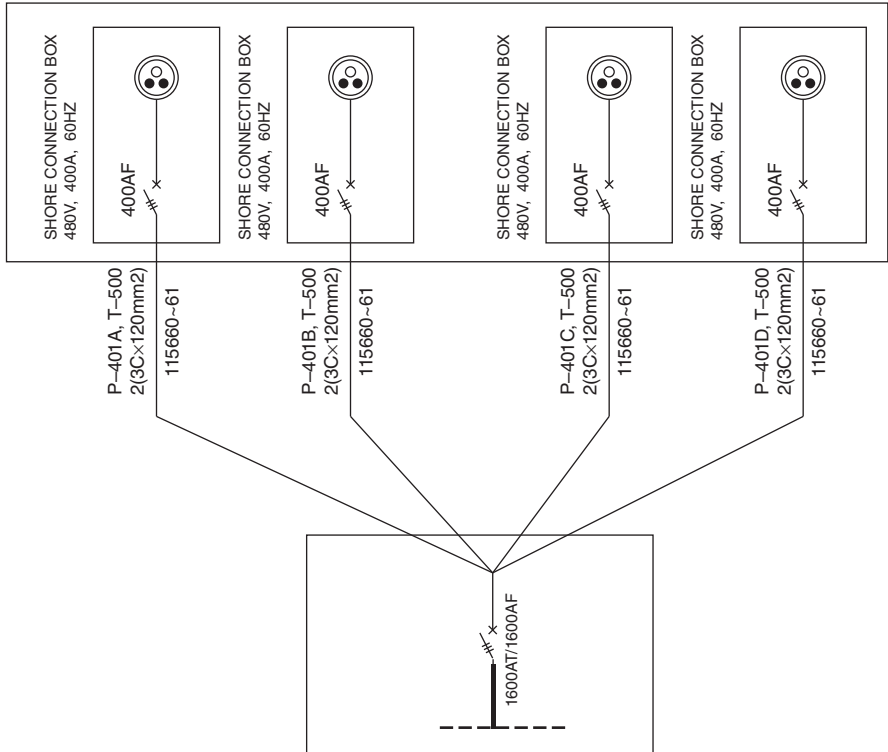 SHORE CONNECTION BOX
480V, 400A, 60HZ
400AF
SHORE CONNECTION BOX
480V, 400A, 60HZ
400AF
SHORE CONNECTION BOX
480V, 400A, 60HZ
400AF
SHORE CONNECTION BOX
480V, 400A, 60HZ
400AF
P–401A, T–500
2(3C×120mm2)
115660~61
P–401B, T–500
2(3C×120mm2)
115660~61
P–401C, T–500
2(3C×120mm2)
115660~61
P–401D, T–500
2(3C×120mm2)
115660~61
1600AT/1600AF